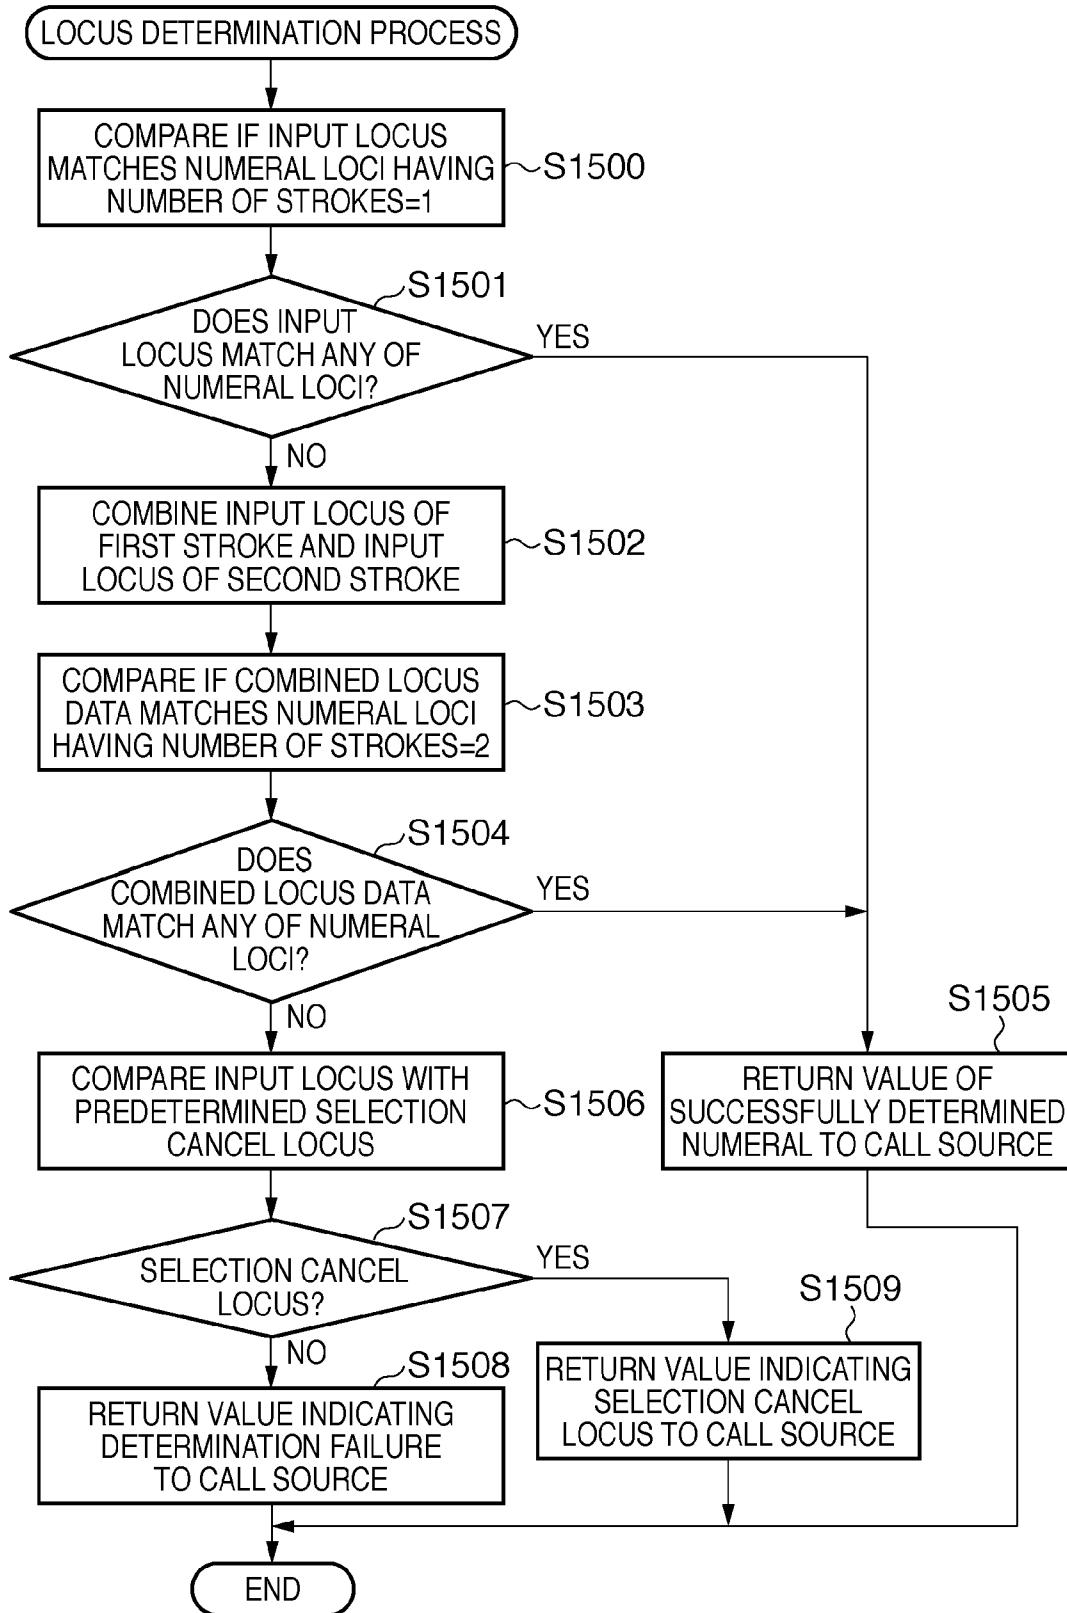 LOCUS DETERMINATION PROCESS
COMPARE IF INPUT LOCUS
MATCHES NUMERAL LOCI HAVING
NUMBER OF STROKES=1
S1500
S1501
DOES INPUT
LOCUS MATCH ANY OF
NUMERAL LOCI?
YES
NO
COMBINE INPUT LOCUS OF
FIRST STROKE AND INPUT
LOCUS OF SECOND STROKE
S1502
COMPARE IF COMBINED LOCUS
DATA MATCHES NUMERAL LOCI
HAVING NUMBER OF STROKES=2
S1503
S1504
DOES
COMBINED LOCUS DATA
MATCH ANY OF NUMERAL
LOCI?
YES
NO
S1505
RETURN VALUE OF
SUCCESSFULLY DETERMINED
NUMERAL TO CALL SOURCE
COMPARE INPUT LOCUS WITH
PREDETERMINED SELECTION
CANCEL LOCUS
S1506
S1507
SELECTION CANCEL
LOCUS?
YES
NO
S1509
RETURN VALUE INDICATING
SELECTION CANCEL
LOCUS TO CALL SOURCE
S1508
RETURN VALUE INDICATING
DETERMINATION FAILURE
TO CALL SOURCE
END